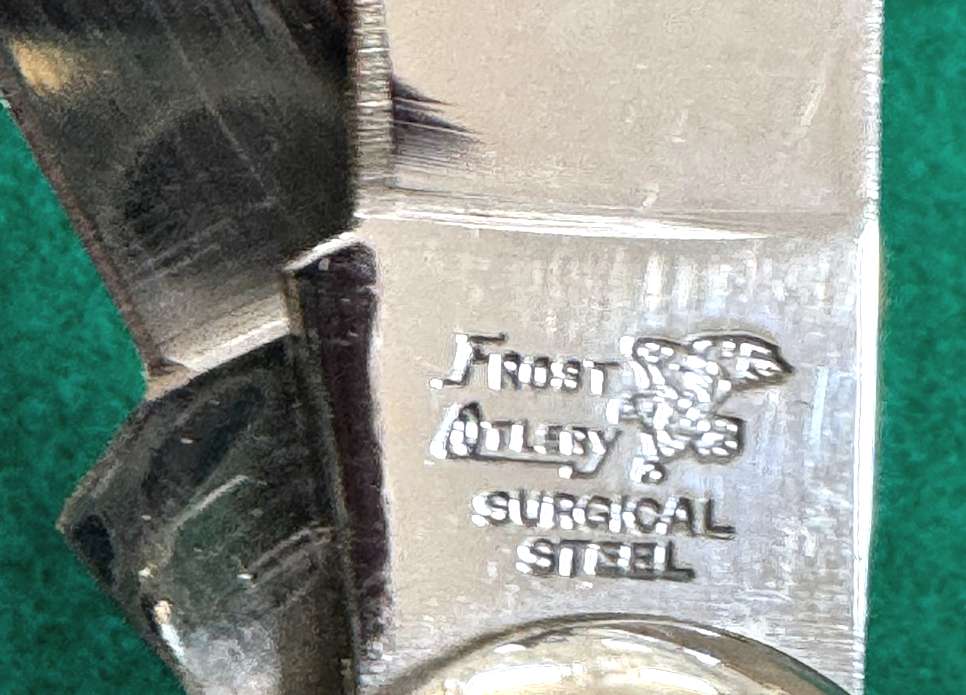 FROST
CUTLERY
SURGICAL
STEEL